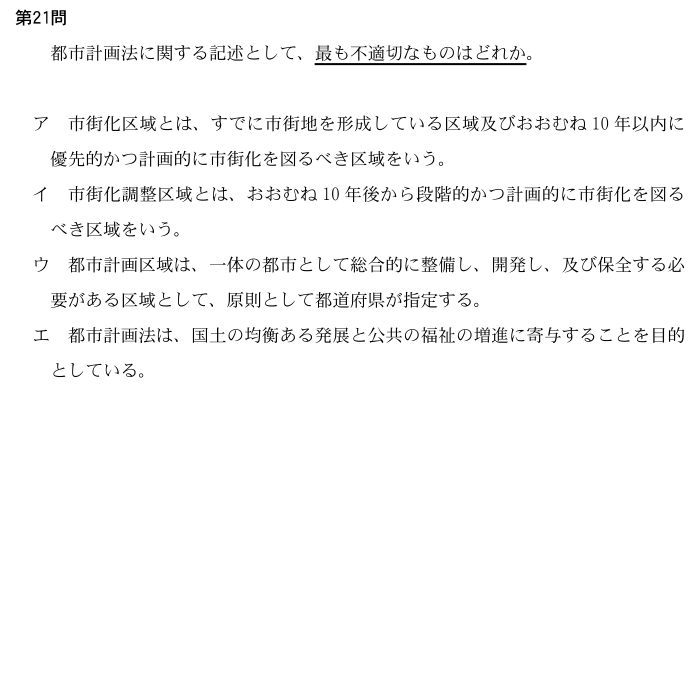 第21問
都市計画法に関する記述として、最も不適切なものはどれか。
ア 市街化区域とは、すでに市街地を形成している区域及びおおむね 10 年以内に
優先的かつ計画的に市街化を図るべき区域をいう。
イ 市街化調整区域とは、おおむね 10 年後から段階的かつ計画的に市街化を図る
べき区域をいう。
ウ 都市計画区域は、一体の都市として総合的に整備し、開発し、及び保全する必
要がある区域として、原則として都道府県が指定する。
エ 都市計画法は、国土の均衡ある発展と公共の福祉の増進に寄与することを目的
としている。